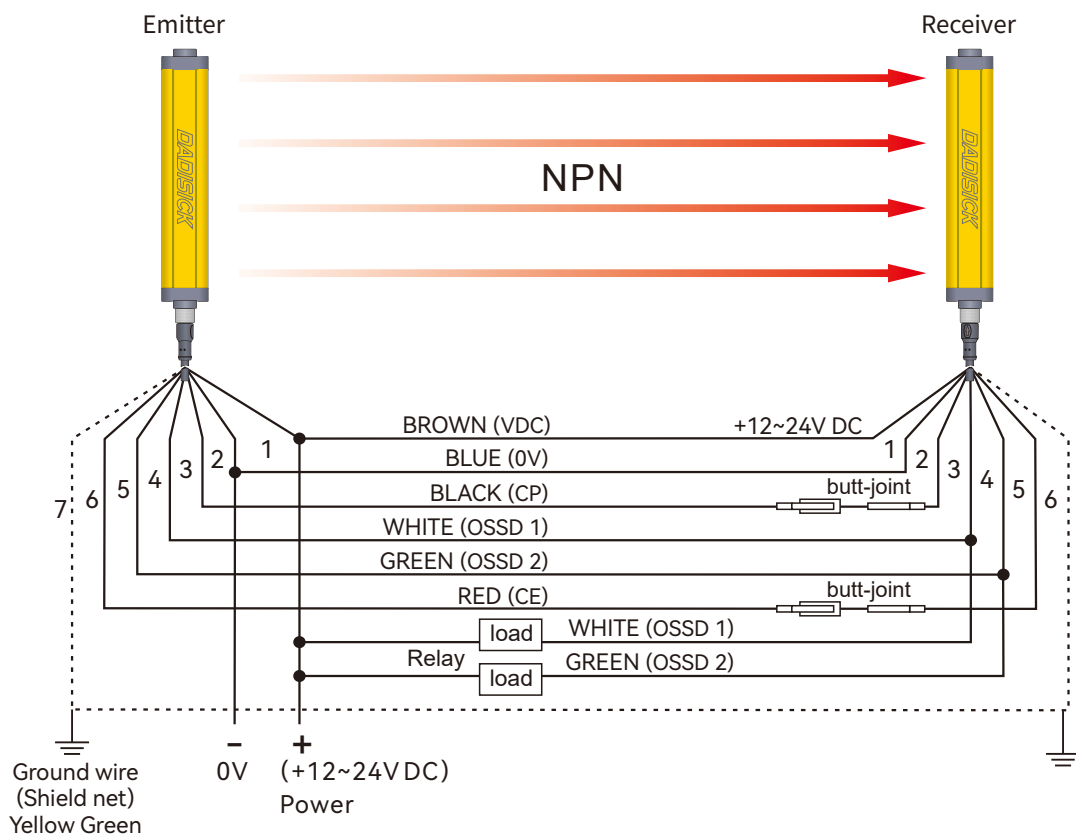 Emitter
Receiver
DADISICK
DADISICK
NPN
BROWN (VDC)
+12~24V DC
BLUE (0V)
BLACK (CP)
butt-joint
WHITE (OSSD 1)
GREEN (OSSD 2)
RED (CE)
butt-joint
7
6
5
4
3
2
1
1
2
3
4
5
6
load
WHITE (OSSD 1)
Relay
load
GREEN (OSSD 2)
Ground wire
(Shield net)
Yellow Green
-
0V
+
(+12~24V DC)
Power